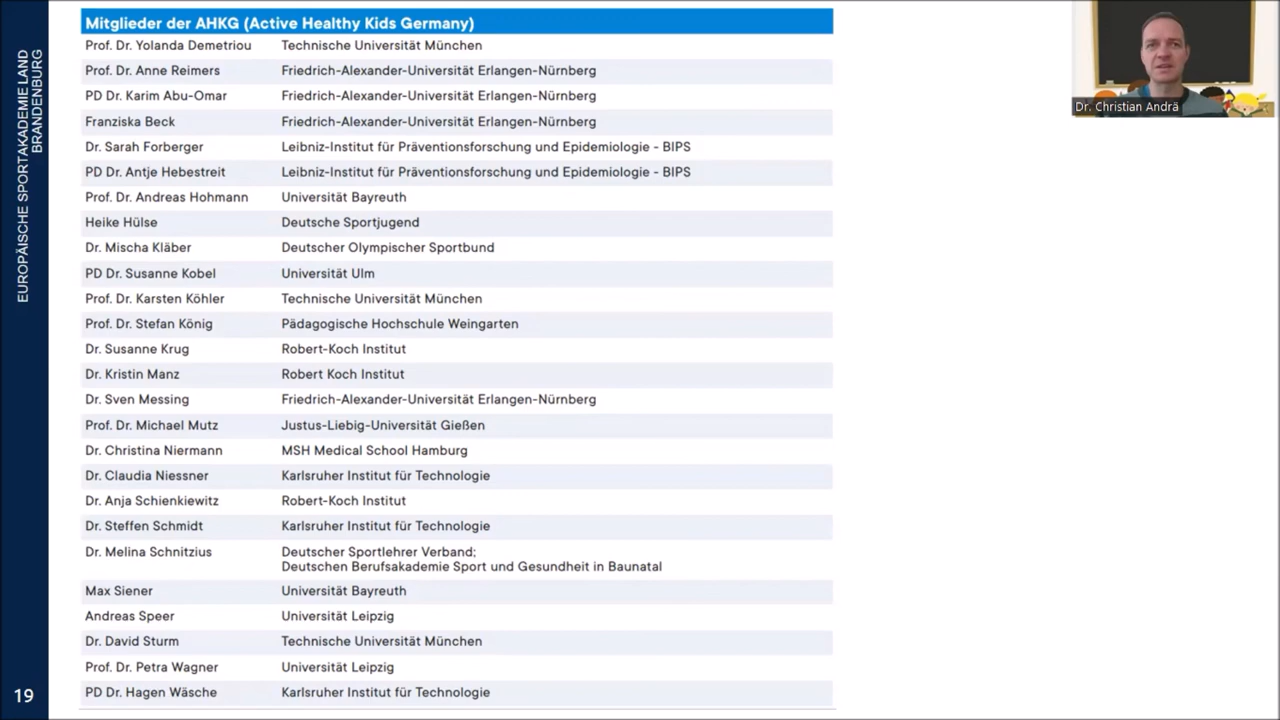 EUROPÄISCHE SPORTAKADEMIE LAND
BRANDENBURG
19
Mitglieder der AHKG (Active Healthy Kids Germany)
Prof. Dr. Yolanda Demetriou Technische Universität München
Prof. Dr. Anne Reimers Friedrich-Alexander-Universität Erlangen-Nürnberg
PD Dr. Karim Abu-Omar Friedrich-Alexander-Universität Erlangen-Nürnberg
Franziska Beck Friedrich-Alexander-Universität Erlangen-Nürnberg
Dr. Sarah Forberger Leibniz-Institut für Präventionsforschung und Epidemiologie - BIPS
PD Dr. Antje Hebestreit Leibniz-Institut für Präventionsforschung und Epidemiologie - BIPS
Prof. Dr. Andreas Hohmann Universität Bayreuth
Heike Hülse Deutsche Sportjugend
Dr. Mischa Kläber Deutscher Olympischer Sportbund
PD Dr. Susanne Kobel Universität Ulm
Prof. Dr. Karsten Köhler Technische Universität München
Prof. Dr. Stefan König Pädagogische Hochschule Weingarten
Dr. Susanne Krug Robert-Koch Institut
Dr. Kristin Manz Robert Koch Institut
Dr. Sven Messing Friedrich-Alexander-Universität Erlangen-Nürnberg
Prof. Dr. Michael Mutz Justus-Liebig-Universität Gießen
Dr. Christina Niermann MSH Medical School Hamburg
Dr. Claudia Niessner Karlsruher Institut für Technologie
Dr. Anja Schienkiewitz Robert-Koch Institut
Dr. Steffen Schmidt Karlsruher Institut für Technologie
Dr. Melina Schnitzius Deutscher Sportlehrer Verband;
Deutschen Berufsakademie Sport und Gesundheit in Baunatal
Max Siener Universität Bayreuth
Andreas Speer Universität Leipzig
Dr. David Sturm Technische Universität München
Prof. Dr. Petra Wagner Universität Leipzig
PD Dr. Hagen Wäsche Karlsruher Institut für Technologie
Dr. Christian Andrä